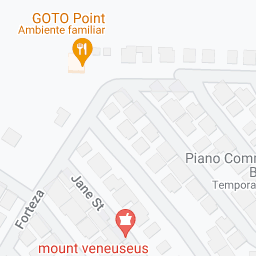 GOTO Point
Ambiente familiar
Piano Comm
B
Tempora
Jane St
Forteza
mount veneuseus